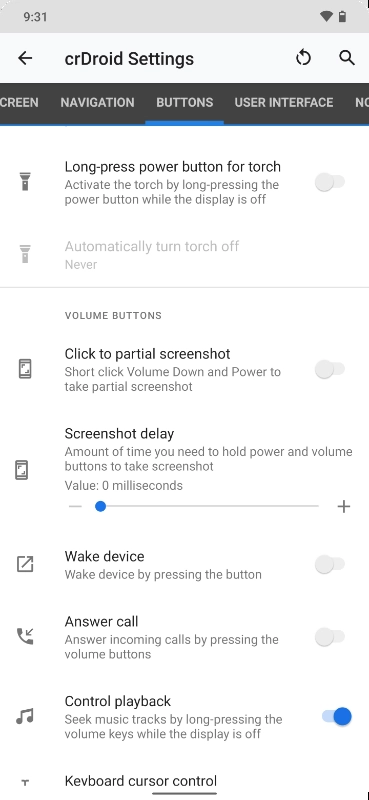 9:31
crDroid Settings
CREEN NAVIGATION BUTTONS USER INTERFACE NO
Long-press power button for torch
Activate the torch by long-pressing the
power button while the display is off
Automatically turn torch off
Never
VOLUME BUTTONS
Click to partial screenshot
Short click Volume Down and Power to
take partial screenshot
Screenshot delay
Amount of time you need to hold power and volume
buttons to take screenshot
Value: 0 milliseconds
Wake device
Wake device by pressing the button
Answer call
Answer incoming calls by pressing the
volume buttons
Control playback
Seek music tracks by long-pressing the
volume keys while the display is off
Keyboard cursor control